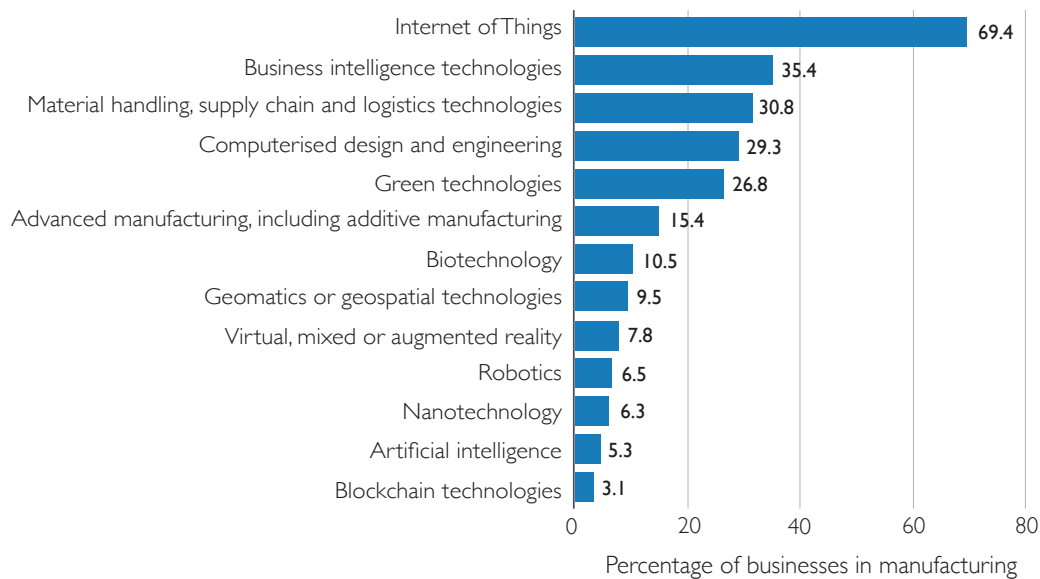 Internet of Things 69.4
Business intelligence technologies 35.4
Material handling, supply chain and logistics technologies 30.8
Computerised design and engineering 29.3
Green technologies 26.8
Advanced manufacturing, including additive manufacturing 15.4
Biotechnology 10.5
Geomatics or geospatial technologies 9.5
Virtual, mixed or augmented reality 7.8
Robotics 6.5
Nanotechnology 6.3
Artificial intelligence 5.3
Blockchain technologies 3.1
0 20 40 60 80
Percentage of businesses in manufacturing